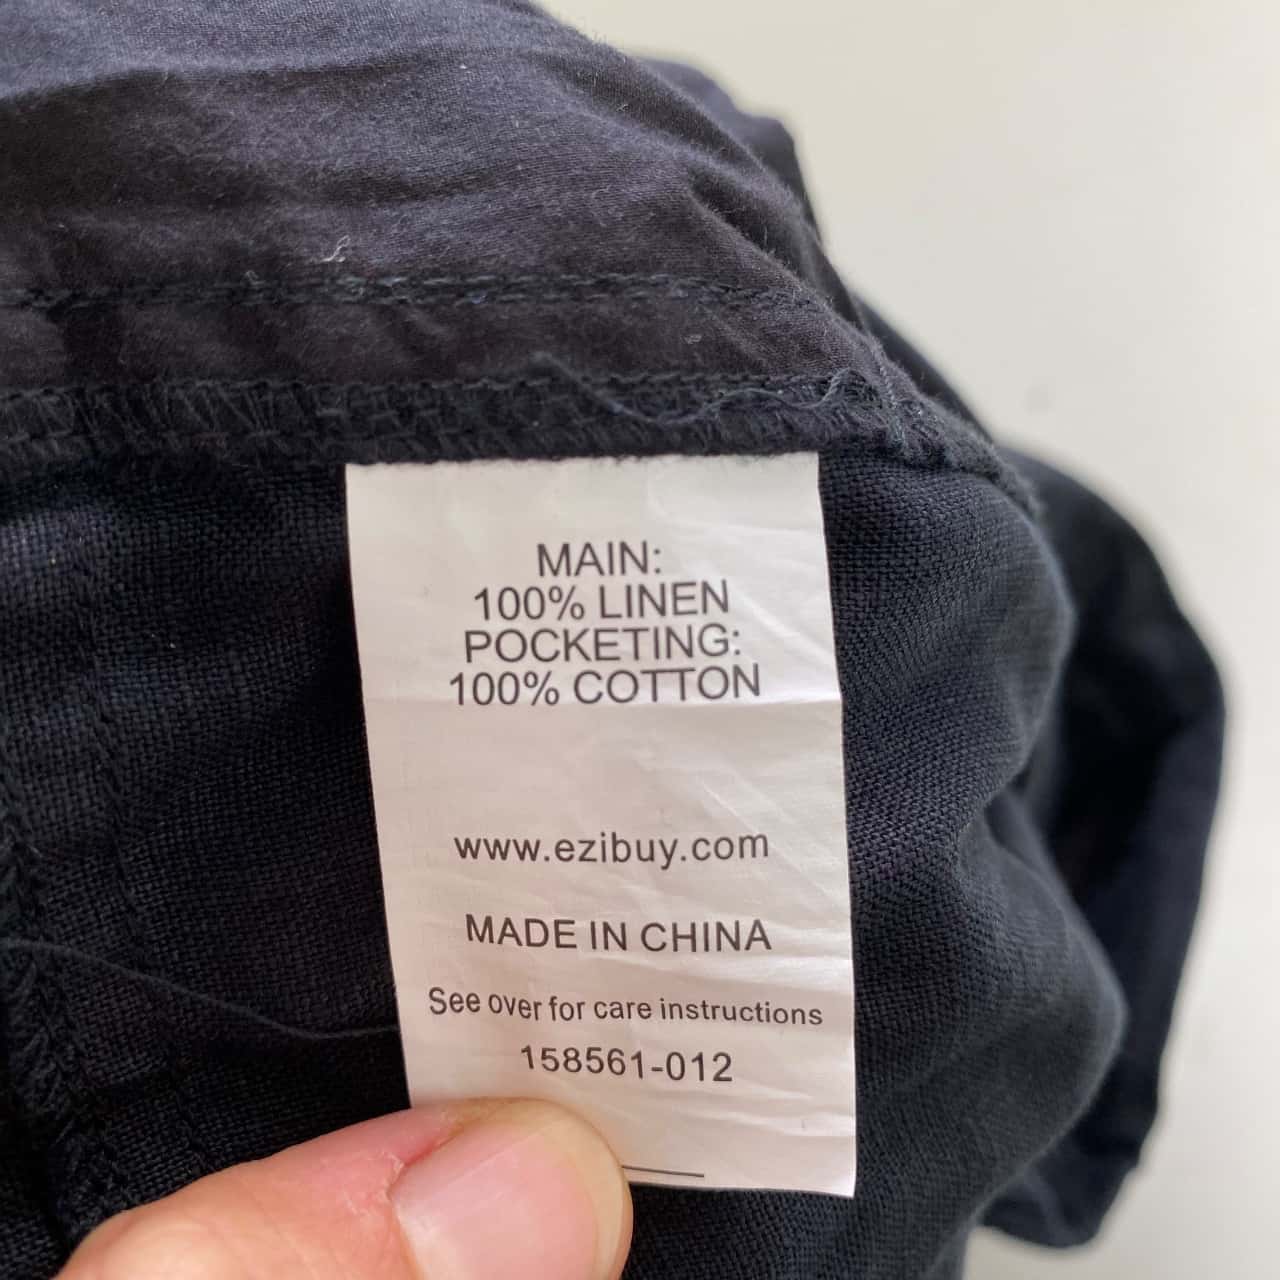 MAIN:
100% LINEN
POCKETING:
100% COTTON
www.ezibuy.com
MADE IN CHINA
See over for care instructions
158561-012